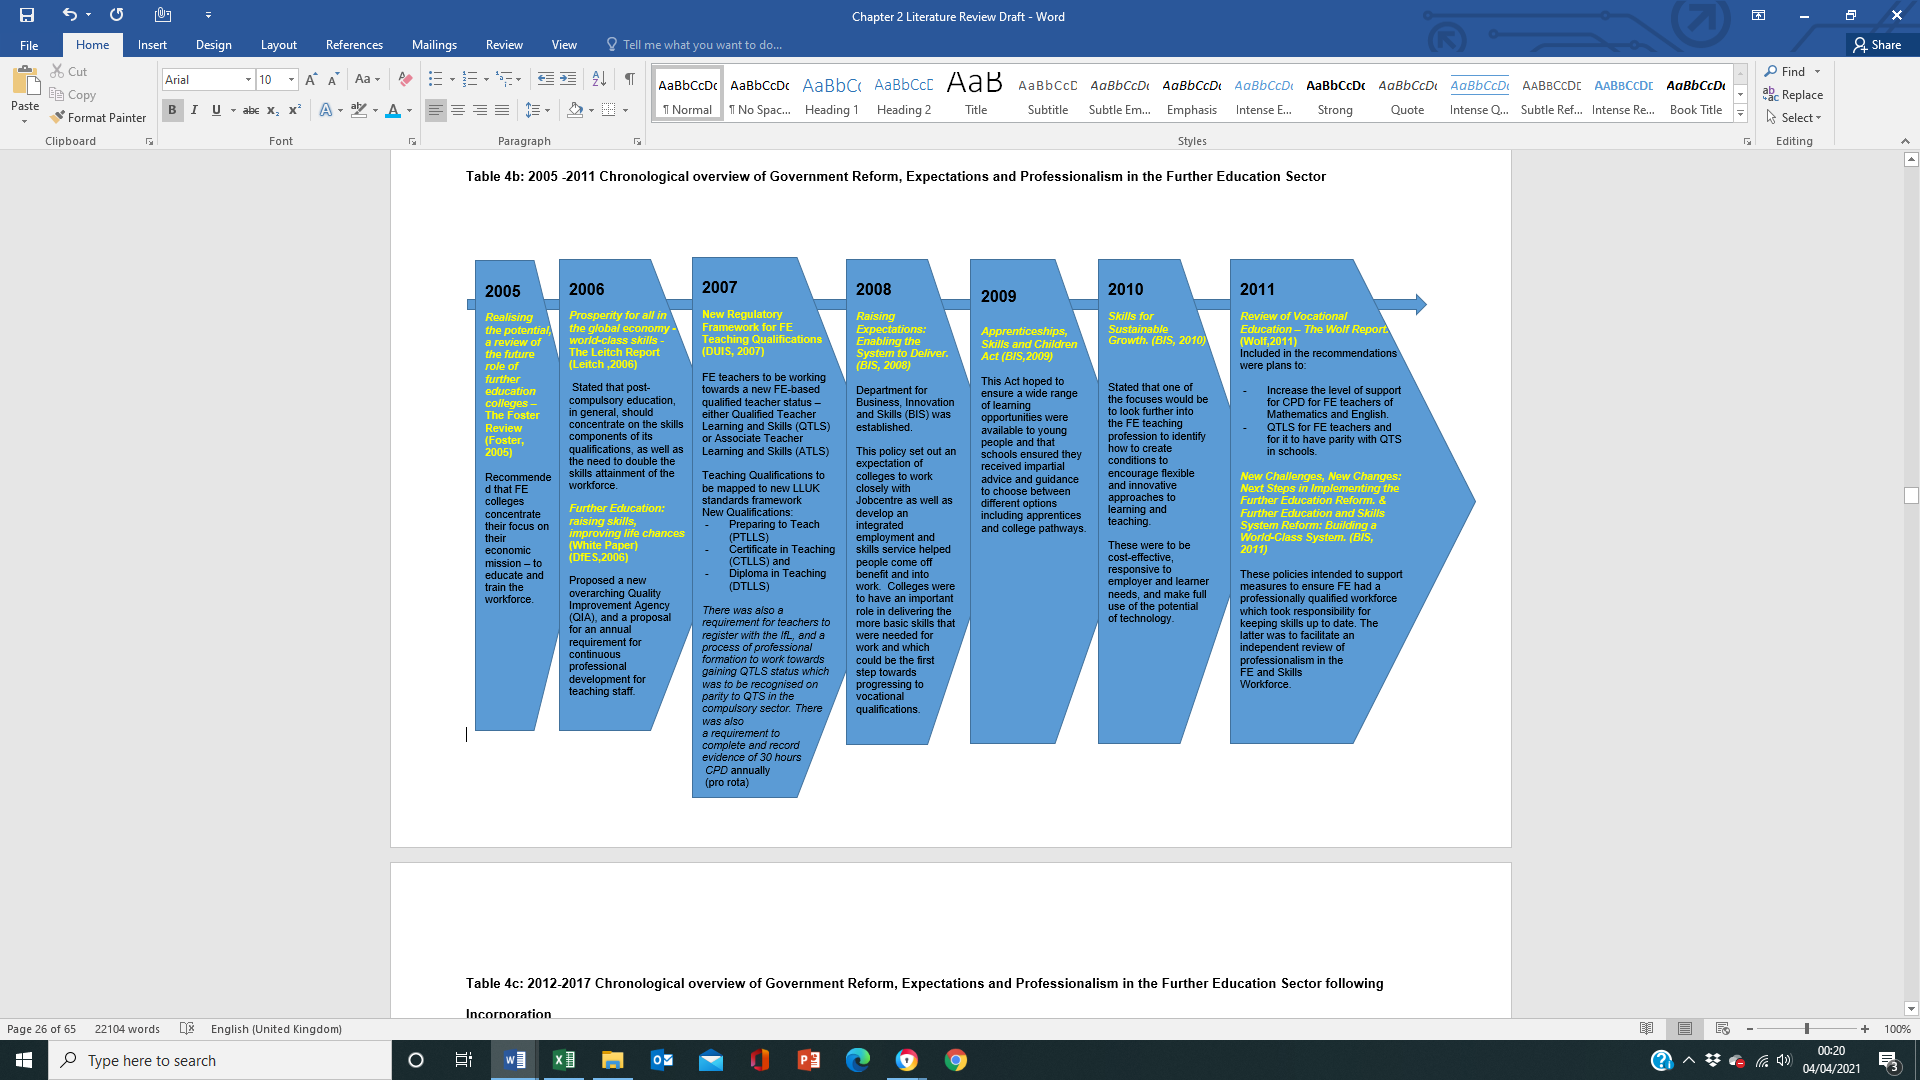 Chapter 2 Literature Review Draft - Word
File
Home
Insert
Design
Layout
References
Mailings
Review
View
Tell me what you want to do...
Share
Paste
Cut
Copy
Format Painter
Clipboard
Arial
10
Font
Paragraph
AaBbCcDc
¶ Normal
AaBbCcDc
¶ No Spac...
AaBbCc
Heading 1
AaBbCcD
Heading 2
AaB
Title
AaBbCcD
Subtitle
AaBbCcDc
Subtle Em...
AaBbCcDc
Emphasis
AaBbCcDc
Intense E...
AaBbCcDc
Strong
AaBbCcDc
Quote
AaBbCcDc
Intense Q...
AABBCCDE
Subtle Ref...
AABBCCDE
Intense Re...
AaBbCcDc
Book Title
Styles
Find
Replace
Select
Editing
Table 4b: 2005 -2011 Chronological overview of Government Reform, Expectations and Professionalism in the Further Education Sector
2005
Realising
the potential,
a review of
the future
role of
further
education
colleges –
The Foster
Review
(Foster,
2005)
Recommende
d that FE
colleges
concentrate
their focus on
their
economic
mission – to
educate and
train the
workforce.
2006
Prosperity for all in
the global economy -
world-class skills -
The Leitch Report
(Leitch ,2006)
Stated that post-
compulsory education,
in general, should
concentrate on the skills
components of its
qualifications, as well as
the need to double the
skills attainment of the
workforce.
Further Education:
raising skills,
improving life chances
(White Paper)
(DfES,2006)
Proposed a new
overarching Quality
Improvement Agency
(QIA), and a proposal
for an annual
requirement for
continuous
professional
development for
teaching staff.
2007
New Regulatory
Framework for FE
Teaching Qualifications
(DUIS, 2007)
FE teachers to be working
towards a new FE-based
qualified teacher status –
either Qualified Teacher
Learning and Skills (QTLS)
or Associate Teacher
Learning and Skills (ATLS)
Teaching Qualifications to
be mapped to new LLUK
standards framework
New Qualifications:
- Preparing to Teach
(PTLLS)
- Certificate in Teaching
(CTLLS) and
- Diploma in Teaching
(DTLLS)
There was also a
requirement for teachers to
register with the IfL, and a
process of professional
formation to work towards
gaining QTLS status which
was to be recognised on
parity to QTS in the
compulsory sector. There
was also
a requirement to
complete and record
evidence of 30 hours
CPD annually
(pro rota)
2008
Raising
Expectations:
Enabling the
System to Deliver.
(BIS, 2008)
Department for
Business, Innovation
and Skills (BIS) was
established.
This policy set out an
expectation of
colleges to work
closely with
Jobcentre as well as
develop an
integrated
employment and
skills service helped
people come off
benefit and into
work. Colleges were
to have an important
role in delivering the
more basic skills that
were needed for
work and which
could be the first
step towards
progressing to
vocational
qualifications.
2009
Apprenticeships,
Skills and Children
Act (BIS,2009)
This Act hoped to
ensure a wide range
of learning
opportunities were
available to young
people and that
schools ensured they
received impartial
advice and guidance
to choose between
different options
including apprentices
and college pathways.
2010
Skills for
Sustainable
Growth. (BIS, 2010)
Stated that one of
the focuses would be
to look further into
the FE teaching
profession to identify
how to create
conditions to
encourage flexible
and innovative
approaches to
learning and
teaching.
These were to be
cost-effective,
responsive to
employer and learner
needs, and make full
use of the potential
of technology.
2011
Review of Vocational
Education – The Wolf Report.
(Wolf,2011)
Included in the recommendations
were plans to:
- Increase the level of support
for CPD for FE teachers of
Mathematics and English.
- QTLS for FE teachers and
for it to have parity with QTS
in schools.
New Challenges, New Changes:
Next Steps in Implementing the
Further Education Reform. &
Further Education and Skills
System Reform: Building a
World-Class System. (BIS,
2011)
These policies intended to support
measures to ensure FE had a
professionally qualified workforce
which took responsibility for
keeping skills up to date. The
latter was to facilitate an
independent review of
professionalism in the
FE and Skills
Workforce.
Table 4c: 2012-2017 Chronological overview of Government Reform, Expectations and Professionalism in the Further Education Sector following
Incorporation
Page 26 of 65
22104 words
English (United Kingdom)
100%
Type here to search
00:20
04/04/2021
3